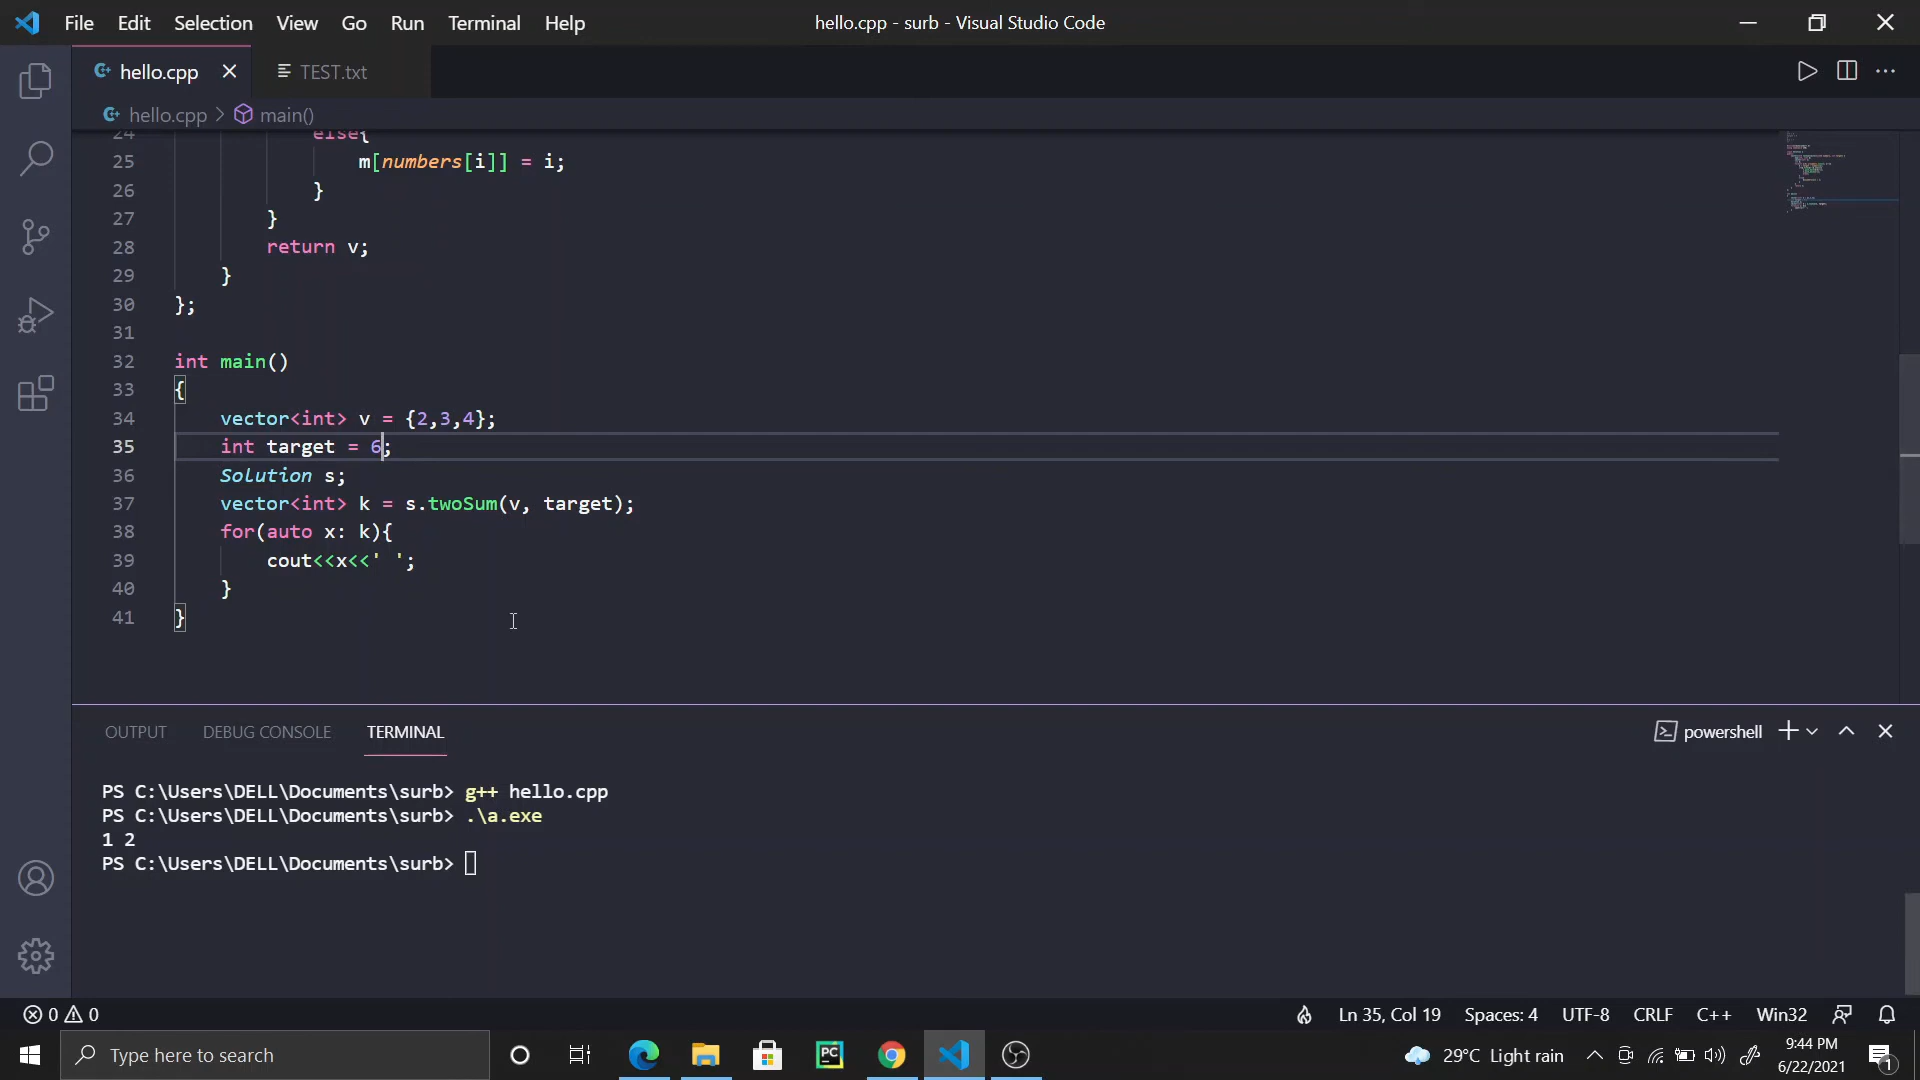 File Edit Selection View Go Run Terminal Help
hello.cpp - surb - Visual Studio Code
hello.cpp TEST.txt
hello.cpp > main()
24 else{
25 m[numbers[i]] = i;
26 }
27 }
28 return v;
29 }
30 };
31
32 int main()
33 {
34 vector<int> v = {2,3,4};
35 int target = 6;
36 Solution s;
37 vector<int> k = s.twoSum(v, target);
38 for(auto x: k){
39 cout<<x<<' ';
40 }
41 }
OUTPUT DEBUG CONSOLE TERMINAL
powershell
PS C:\Users\DELL\Documents\surb> g++ hello.cpp
PS C:\Users\DELL\Documents\surb> .\a.exe
1 2
PS C:\Users\DELL\Documents\surb>
0 0
Ln 35, Col 19 Spaces: 4 UTF-8 CRLF C++ Win32
Type here to search
PC
29°C Light rain
9:44 PM
6/22/2021
1